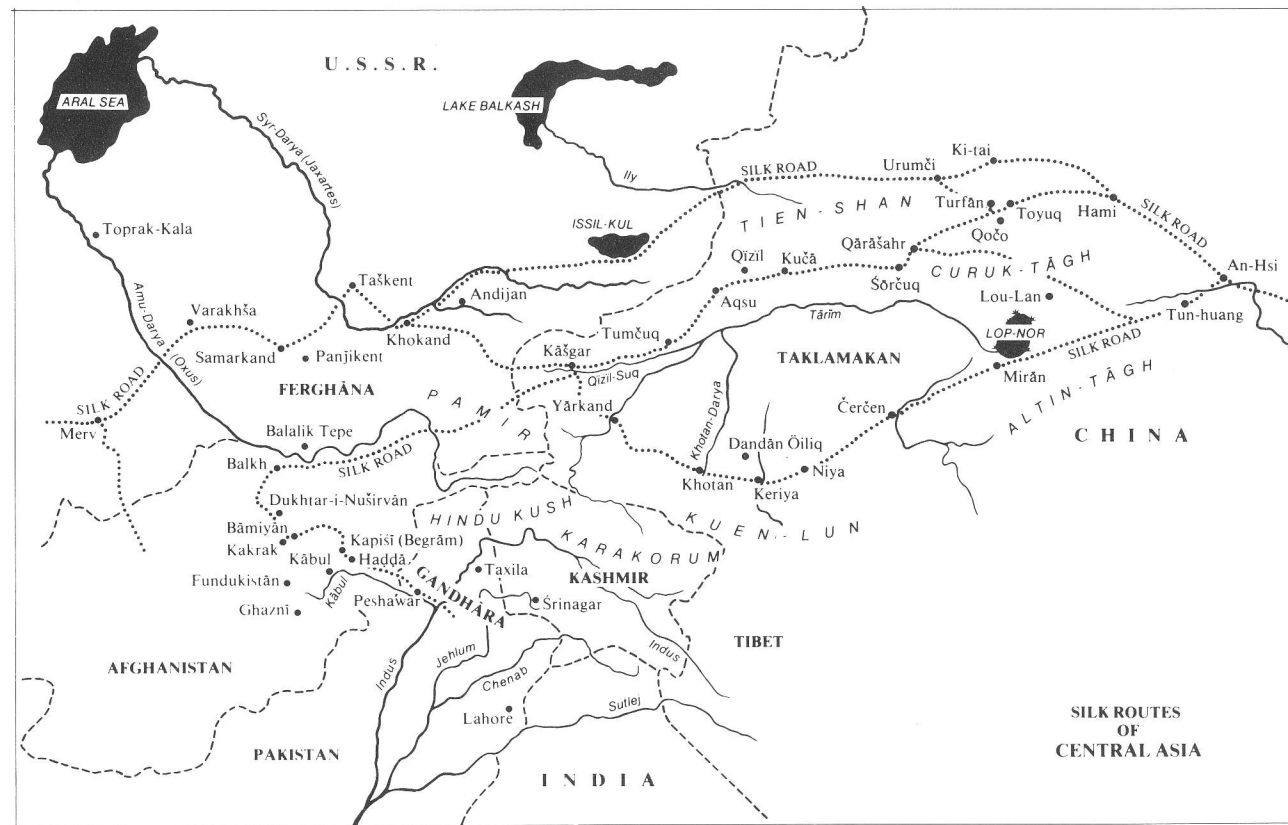 U.S.S.R.
ARAL SEA
LAKE BALKASH
Syr-Darya (Jaxartes)
Ily
SILK ROAD
Urumči
Ki-tai
TIEN-SHAN
Turfān
Toyuq
Hami
SILK ROAD
Toprak-Kala
ISSIL-KUL
Qočo
Qārāšahr
Qïzïl
Kučā
CURUK-TĀGH
An-Hsi
Taškent
Andijan
Šōrčuq
Lou-Lan
Amu-Darya (Oxus)
Varakhša
Aqsu
Tun-huang
Khokand
Tumčuq
Tārīm
LOP-NOR
SILK ROAD
Samarkand
Panjikent
Kāšgar
TAKLAMAKAN
Mirān
Qïzïl-Suq
FERGHĀNA
PAMIR
SILK ROAD
Merv
Yārkand
Khotan-Darya
Čerčen
ALTIN-TĀGH
CHINA
Balalik Tepe
Dandān Öiliq
Balkh
SILK ROAD
Khotan
Keriya
Niya
Dukhtar-i-Nuširvān
HINDU KUSH
KUEN-LUN
Bāmiyān
Kakrak
Kapiśī (Begrām)
KARAKORUM
Kābul
Haḍḍā
Taxila
KASHMIR
Fundukistān
Kābul
GANDHĀRA
Peshawar
Śrinagar
Ghaznī
TIBET
AFGHANISTAN
Indus
Jehlum
Indus
Chenab
Sutlej
Lahore
PAKISTAN
INDIA
SILK ROUTES
OF
CENTRAL ASIA